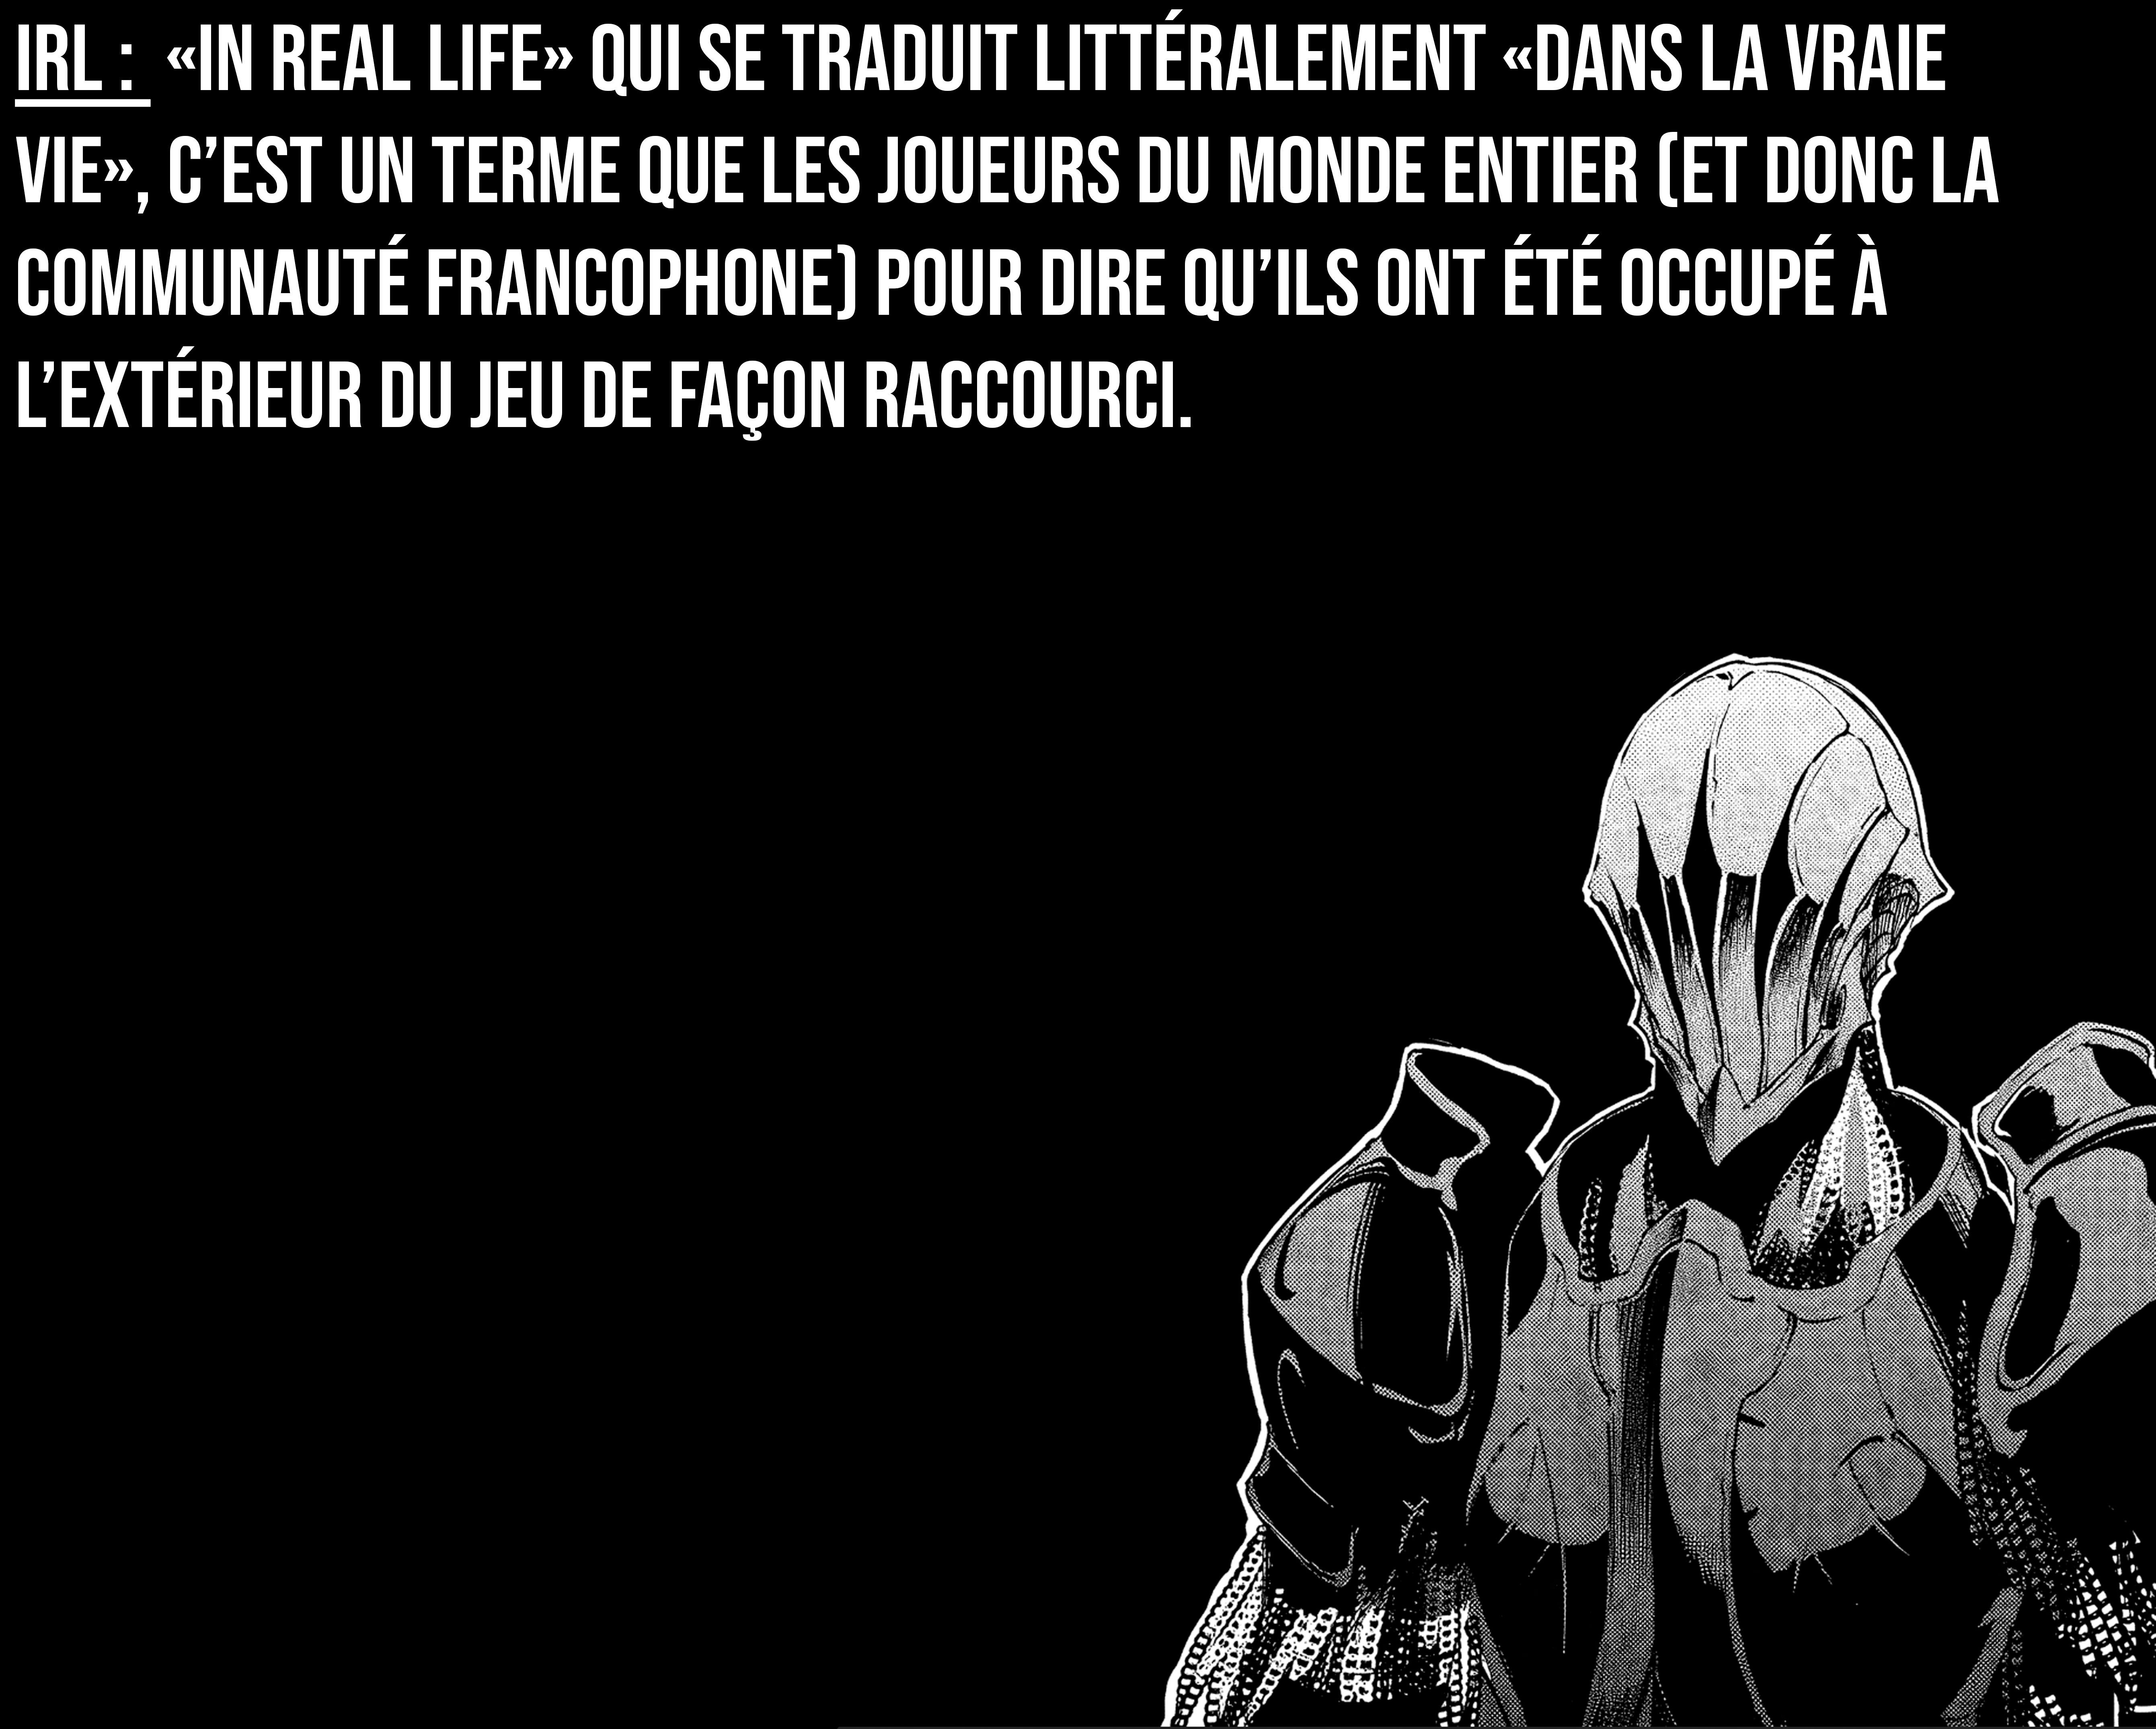 IRL : «IN REAL LIFE» QUI SE TRADUIT LITTÉRALEMENT «DANS LA VRAIE
VIE», C’EST UN TERME QUE LES JOUEURS DU MONDE ENTIER (ET DONC LA
COMMUNAUTÉ FRANCOPHONE) POUR DIRE QU’ILS ONT ÉTÉ OCCUPÉ À
L’EXTÉRIEUR DU JEU DE FAÇON RACCOURCI.